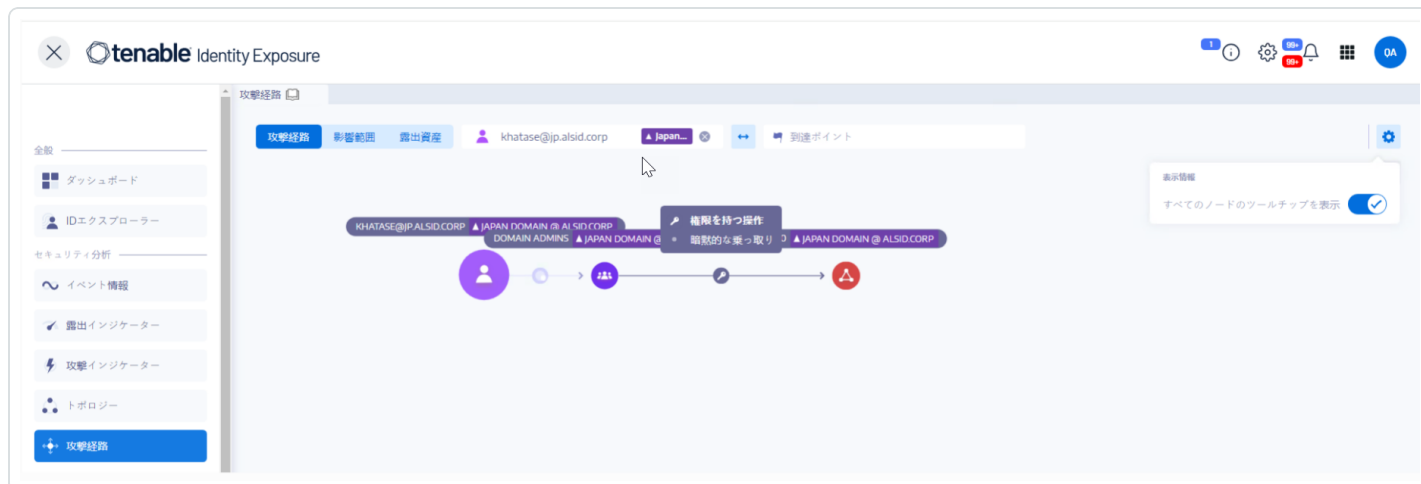 tenable Identity Exposure
1
99+
99+
QA
攻撃経路
攻撃経路
影響範囲
露出資産
khatase@jp.alsid.corp
▲ Japan...
到達ポイント
全般
ダッシュボード
IDエクスプローラー
セキュリティ分析
イベント情報
露出インジケーター
攻撃インジケーター
トポロジー
攻撃経路
表示情報
すべてのノードのツールチップを表示
KHATASE@JP.ALSID.CORP ▲ JAPAN DOMAIN @ ALSID.CORP
権限を持つ操作
暗黙的な乗っ取り
DOMAIN ADMINS ▲ JAPAN DOMAIN @
▲ JAPAN DOMAIN @ ALSID.CORP